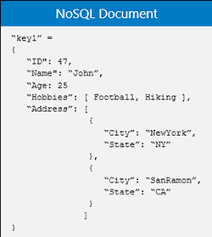 NoSQL Document
“key1” =
{
"ID": 47,
"Name": “John”,
“Age: 25
“Hobbies”: [ Football, Hiking ],
“Address”: [
{
“City”: “NewYork”,
“State”: “NY”
},
{
“City”: “SanRamon”,
“State”: “CA”
}
]
}